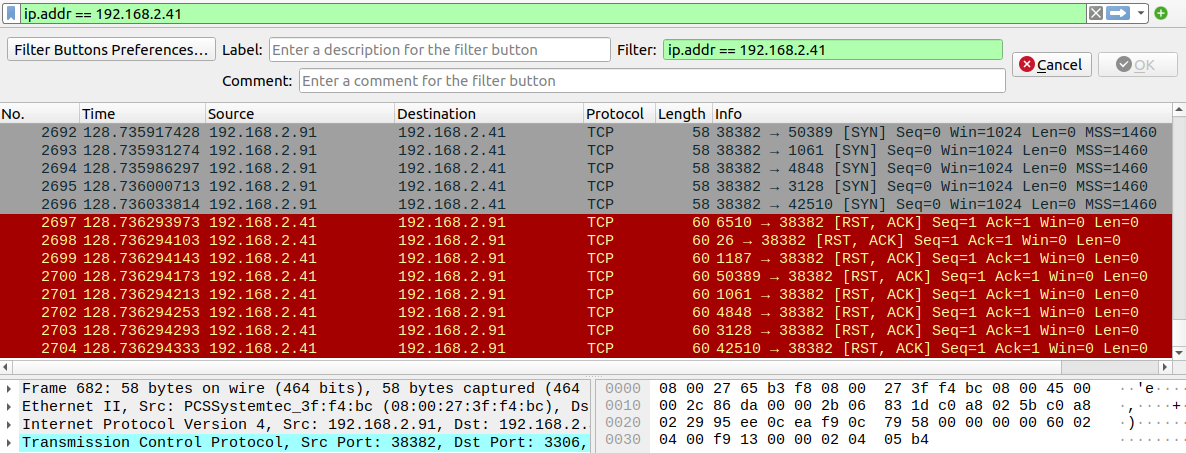 ip.addr == 192.168.2.41
Filter Buttons Preferences... Label: Enter a description for the filter button Filter: ip.addr == 192.168.2.41 Cancel OK
Comment: Enter a comment for the filter button
No. Time Source Destination Protocol Length Info
2692 128.735917428 192.168.2.91 192.168.2.41 TCP 58 38382 → 50389 [SYN] Seq=0 Win=1024 Len=0 MSS=1460
2693 128.735931274 192.168.2.91 192.168.2.41 TCP 58 38382 → 1061 [SYN] Seq=0 Win=1024 Len=0 MSS=1460
2694 128.735986297 192.168.2.91 192.168.2.41 TCP 58 38382 → 4848 [SYN] Seq=0 Win=1024 Len=0 MSS=1460
2695 128.736000713 192.168.2.91 192.168.2.41 TCP 58 38382 → 3128 [SYN] Seq=0 Win=1024 Len=0 MSS=1460
2696 128.736033814 192.168.2.91 192.168.2.41 TCP 58 38382 → 42510 [SYN] Seq=0 Win=1024 Len=0 MSS=1460
2697 128.736293973 192.168.2.41 192.168.2.91 TCP 60 6510 → 38382 [RST, ACK] Seq=1 Ack=1 Win=0 Len=0
2698 128.736294103 192.168.2.41 192.168.2.91 TCP 60 26 → 38382 [RST, ACK] Seq=1 Ack=1 Win=0 Len=0
2699 128.736294143 192.168.2.41 192.168.2.91 TCP 60 1187 → 38382 [RST, ACK] Seq=1 Ack=1 Win=0 Len=0
2700 128.736294173 192.168.2.41 192.168.2.91 TCP 60 50389 → 38382 [RST, ACK] Seq=1 Ack=1 Win=0 Len=0
2701 128.736294213 192.168.2.41 192.168.2.91 TCP 60 1061 → 38382 [RST, ACK] Seq=1 Ack=1 Win=0 Len=0
2702 128.736294253 192.168.2.41 192.168.2.91 TCP 60 4848 → 38382 [RST, ACK] Seq=1 Ack=1 Win=0 Len=0
2703 128.736294293 192.168.2.41 192.168.2.91 TCP 60 3128 → 38382 [RST, ACK] Seq=1 Ack=1 Win=0 Len=0
2704 128.736294333 192.168.2.41 192.168.2.91 TCP 60 42510 → 38382 [RST, ACK] Seq=1 Ack=1 Win=0 Len=0
Frame 682: 58 bytes on wire (464 bits), 58 bytes captured (464
Ethernet II, Src: PCSSystemtec_3f:f4:bc (08:00:27:3f:f4:bc), Ds
Internet Protocol Version 4, Src: 192.168.2.91, Dst: 192.168.2.
Transmission Control Protocol, Src Port: 38382, Dst Port: 3306,
0000 08 00 27 65 b3 f8 08 00 27 3f f4 bc 08 00 45 00 ··'e····
0010 00 2c 86 da 00 00 2b 06 83 1d c0 a8 02 5b c0 a8 ·,····+·
0020 02 29 95 ee 0c ea f9 0c 79 58 00 00 00 00 60 02 ·)······
0030 04 00 f9 13 00 00 02 04 05 b4 ········